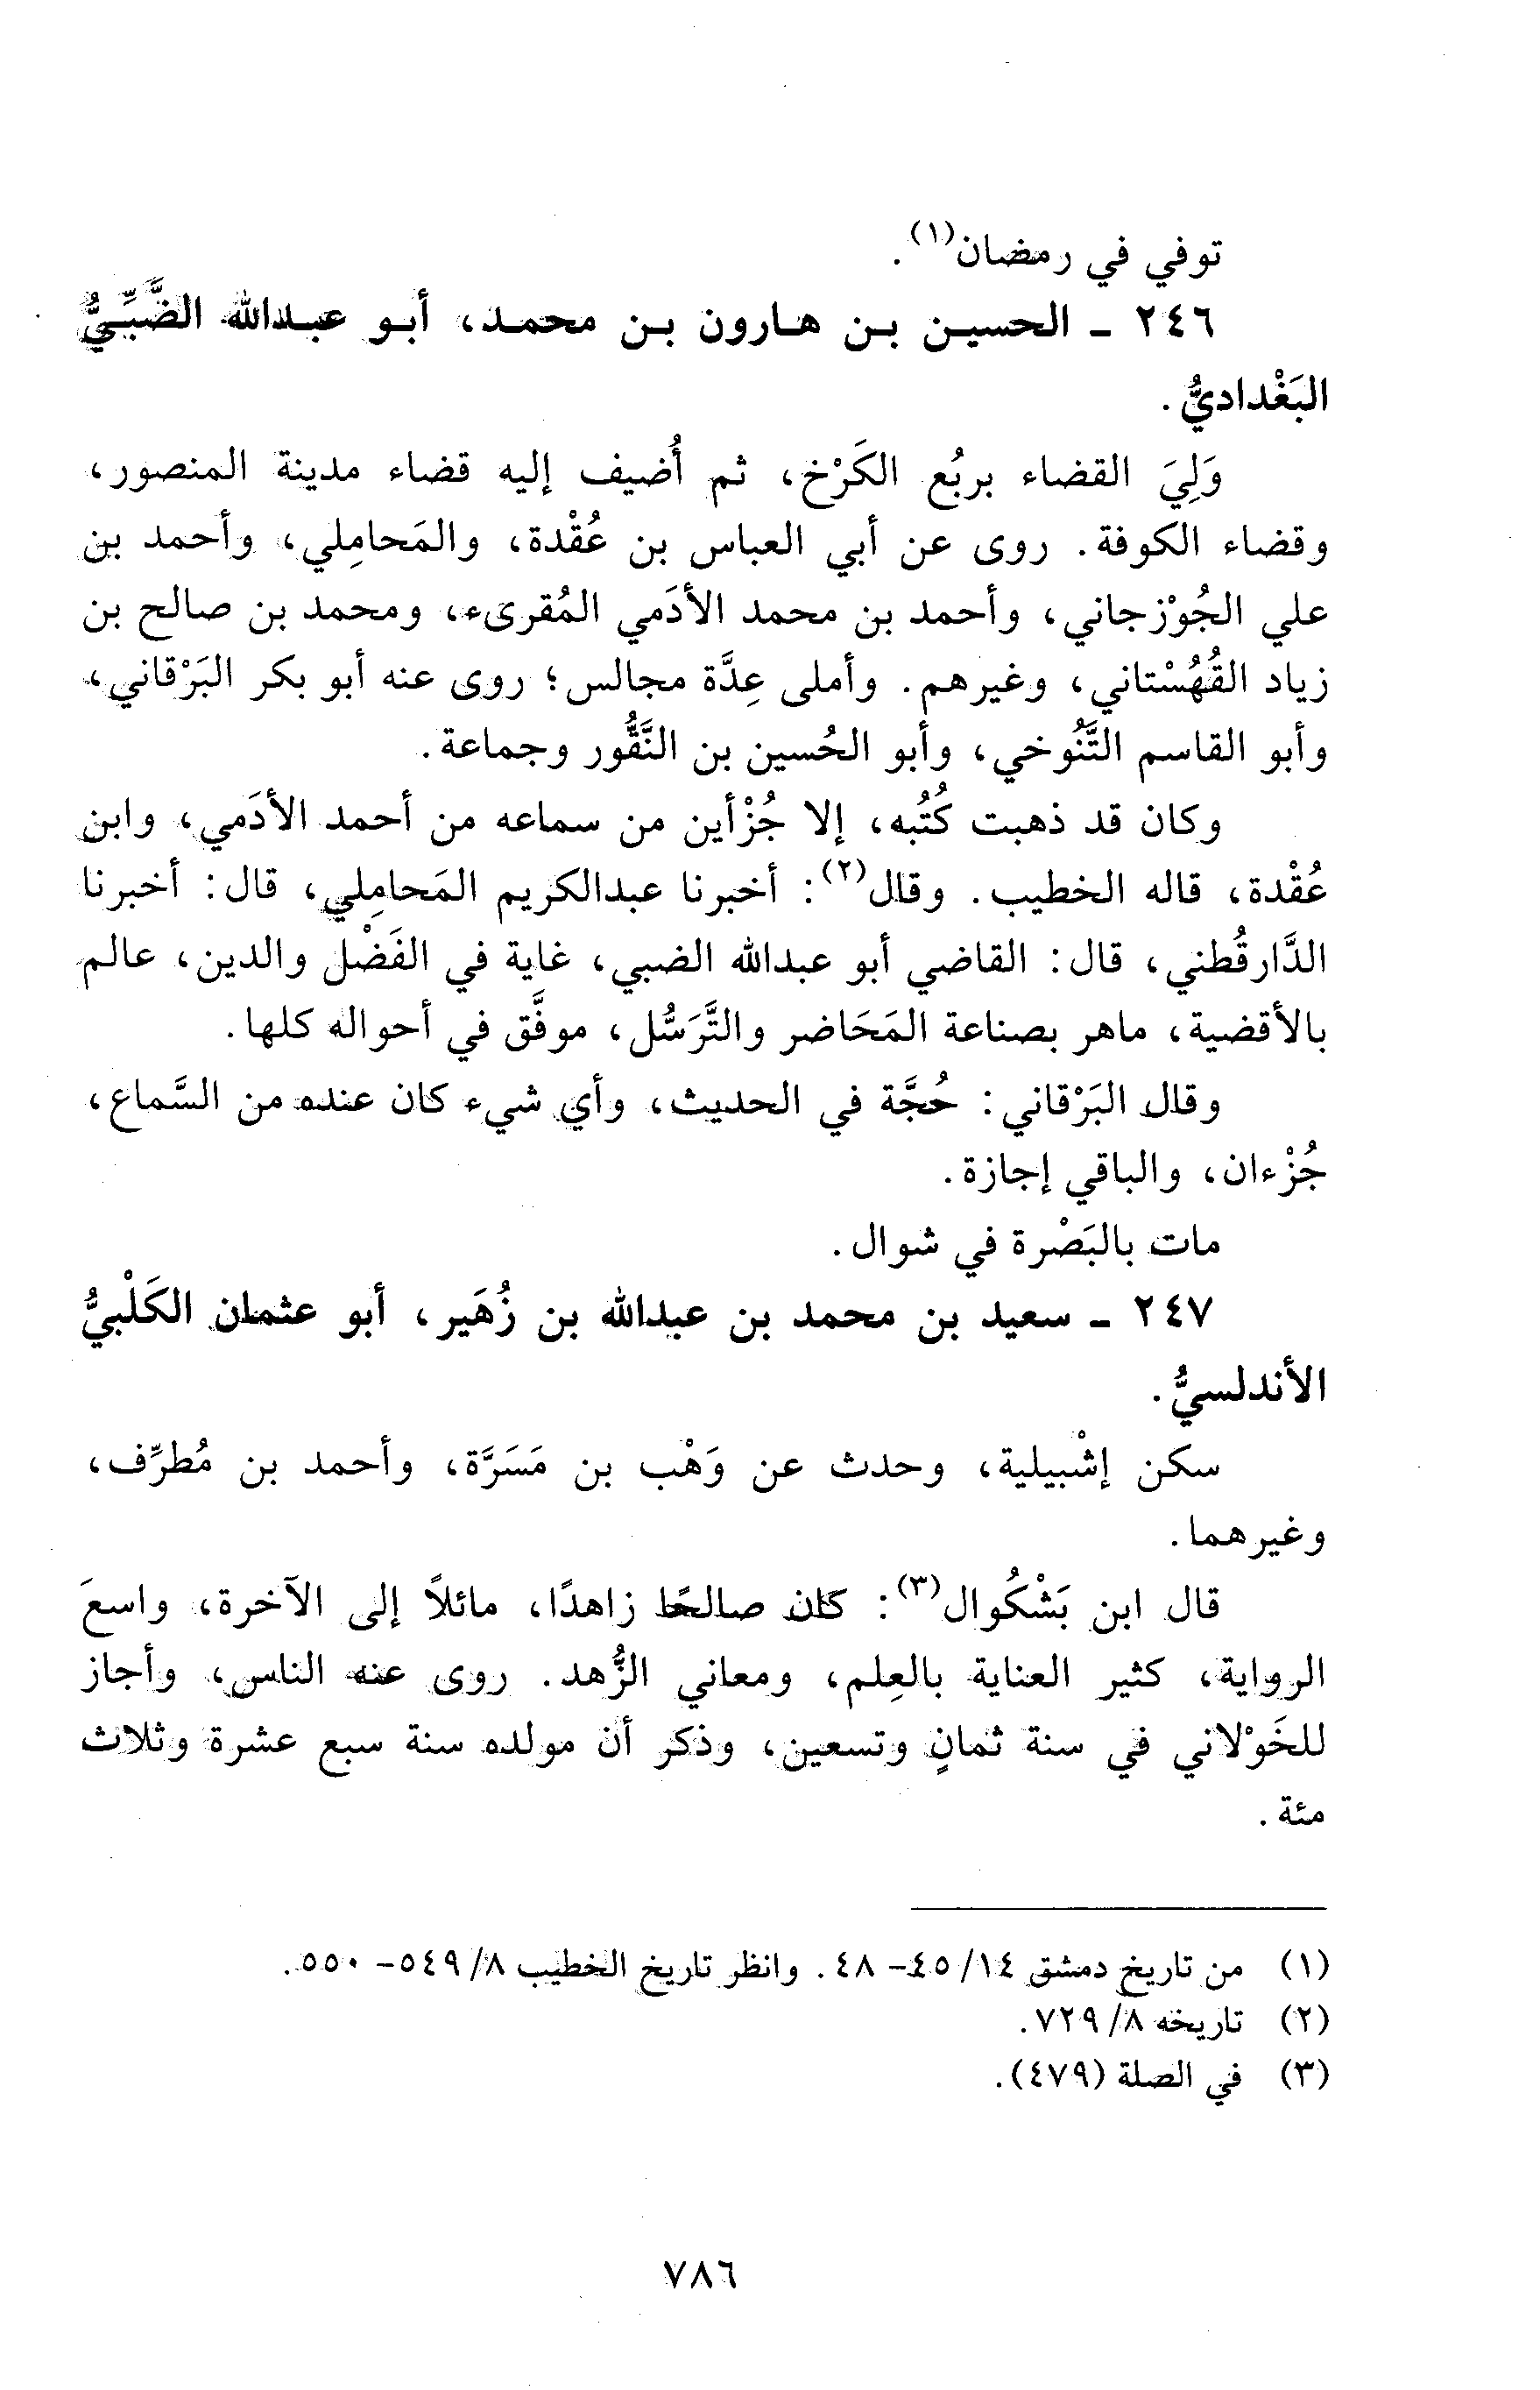 توفي في رمضان(١).
٢٤٦ ـ الحسيـن بـن هـارون بـن محمـد، أبـو عبـدالله الضَّبِّـيُّ
البَغْداديُّ.
وَلِيَ القضاء بربُع الكَرْخ، ثم أُضيف إليه قضاء مدينة المنصور،
وقضاء الكوفة. روى عن أبي العباس بن عُقْدة، والمَحامِلي، وأحمد بن
علي الجُوْزجاني، وأحمد بن محمد الأدَمي المُقرىء، ومحمد بن صالح بن
زياد القُهُسْتاني، وغيرهم. وأملى عِدَّة مجالس؛ روى عنه أبو بكر البَرْقاني،
وأبو القاسم التَّنُوخي، وأبو الحُسين بن النَّقُّور وجماعة.
وكان قد ذهبت كُتُبه، إلا جُزْأين من سماعه من أحمد الأدَمي، وابن
عُقْدة، قاله الخطيب. وقال(٢): أخبرنا عبدالكريم المَحامِلي، قال: أخبرنا
الدَّارقُطني، قال: القاضي أبو عبدالله الضبي، غاية في الفَضْل والدين، عالم
بالأقضية، ماهر بصناعة المَحَاضر والتَّرَسُّل، موفَّق في أحواله كلها.
وقال البَرْقاني: حُجَّة في الحديث، وأي شيء كان عنده من السَّماع،
جُزْءان، والباقي إجازة.
مات بالبَصْرة في شوال.
٢٤٧ ـ سعيد بن محمد بن عبدالله بن زُهَير، أبو عثمان الكَلْبيُّ
الأندلسيُّ.
سكن إشْبيلية، وحدث عن وَهْب بن مَسَرَّة، وأحمد بن مُطرِّف،
وغيرهما.
قال ابن بَشْكُوال(٣): كان صالحًا زاهدًا، مائلاً إلى الآخرة، واسعَ
الرواية، كثير العناية بالعِلم، ومعاني الزُّهد. روى عنه الناس، وأجاز
للخَوْلاني في سنة ثمانٍ وتسعين، وذكر أن مولده سنة سبع عشرة وثلاث
مئة.
(١) من تاريخ دمشق ١٤/ ٤٥- ٤٨. وانظر تاريخ الخطيب ٨/ ٥٤٩- ٥٥٠.
(٢) تاريخه ٨/ ٧٢٩.
(٣) في الصلة (٤٧٩).
٧٨٦